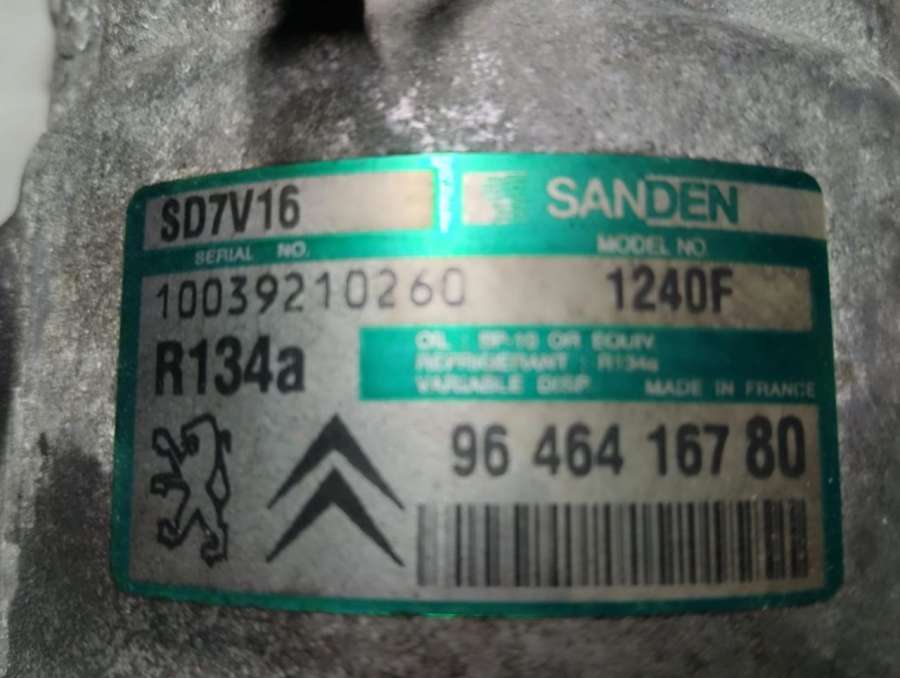 SD7V16 SANDEN
SERIAL NO. MODEL NO.
10039210260 1240F
OIL : SP-10 OR EQUIV.
REFRIGERANT : R134a
R134a
VARIABLE DISP. MADE IN FRANCE
96 464 167 80